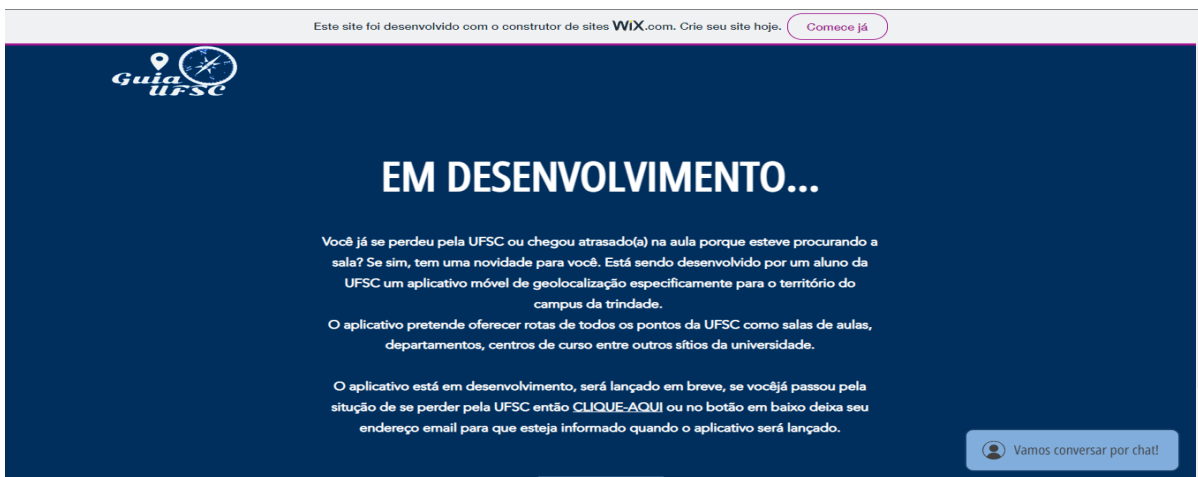 Este site foi desenvolvido com o construtor de sites WiX.com. Crie seu site hoje. Comece já
Guia
UFSC
EM DESENVOLVIMENTO...
Você já se perdeu pela UFSC ou chegou atrasado(a) na aula porque esteve procurando a
sala? Se sim, tem uma novidade para você. Está sendo desenvolvido por um aluno da
UFSC um aplicativo móvel de geolocalização especificamente para o território do
campus da trindade.
O aplicativo pretende oferecer rotas de todos os pontos da UFSC como salas de aulas,
departamentos, centros de curso entre outros sítios da universidade.
O aplicativo está em desenvolvimento, será lançado em breve, se vocêjá passou pela
situção de se perder pela UFSC então CLIQUE-AQUI ou no botão em baixo deixa seu
endereço email para que esteja informado quando o aplicativo será lançado.
Vamos conversar por chat!